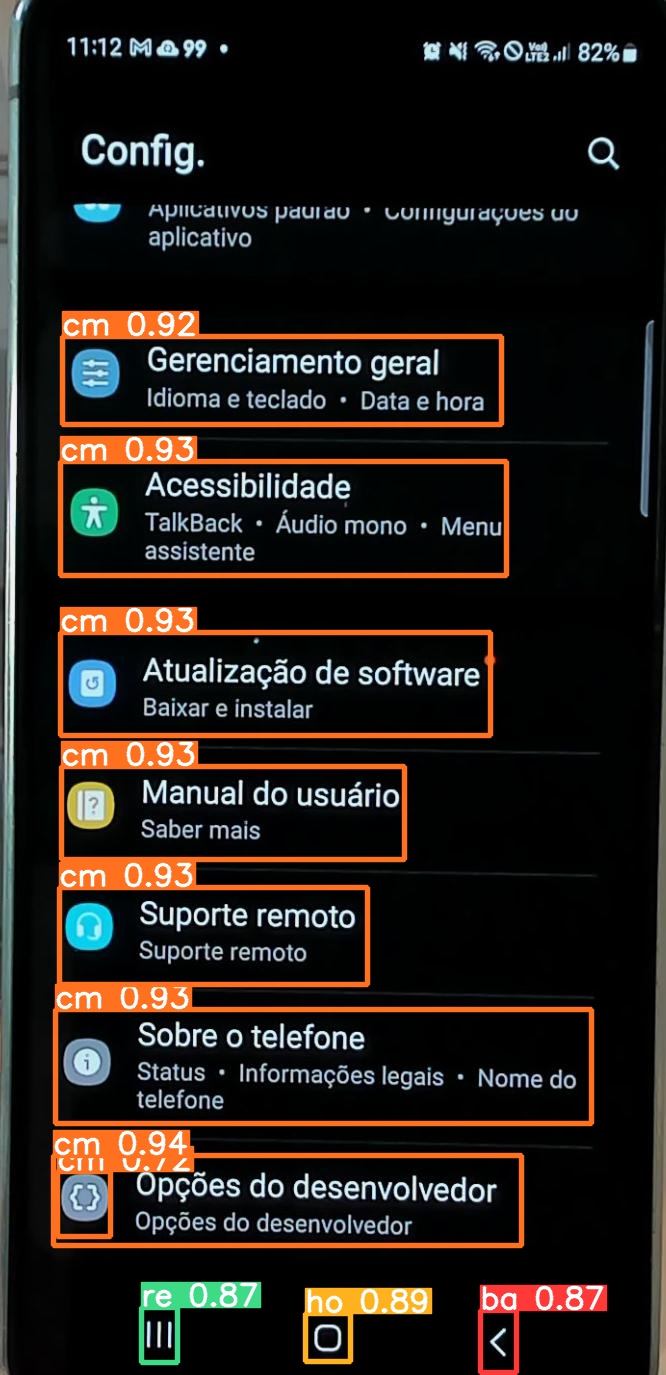 11:12 99 82%
Config.
Aplicativos padrão • Configurações do
aplicativo
cm 0.92
Gerenciamento geral
Idioma e teclado • Data e hora
cm 0.93
Acessibilidade
TalkBack • Áudio mono • Menu
assistente
cm 0.93
Atualização de software
Baixar e instalar
cm 0.93
Manual do usuário
Saber mais
cm 0.93
Suporte remoto
Suporte remoto
cm 0.93
Sobre o telefone
Status • Informações legais • Nome do
telefone
cm 0.94
cm 0.72
Opções do desenvolvedor
Opções do desenvolvedor
re 0.87 ho 0.89 ba 0.87